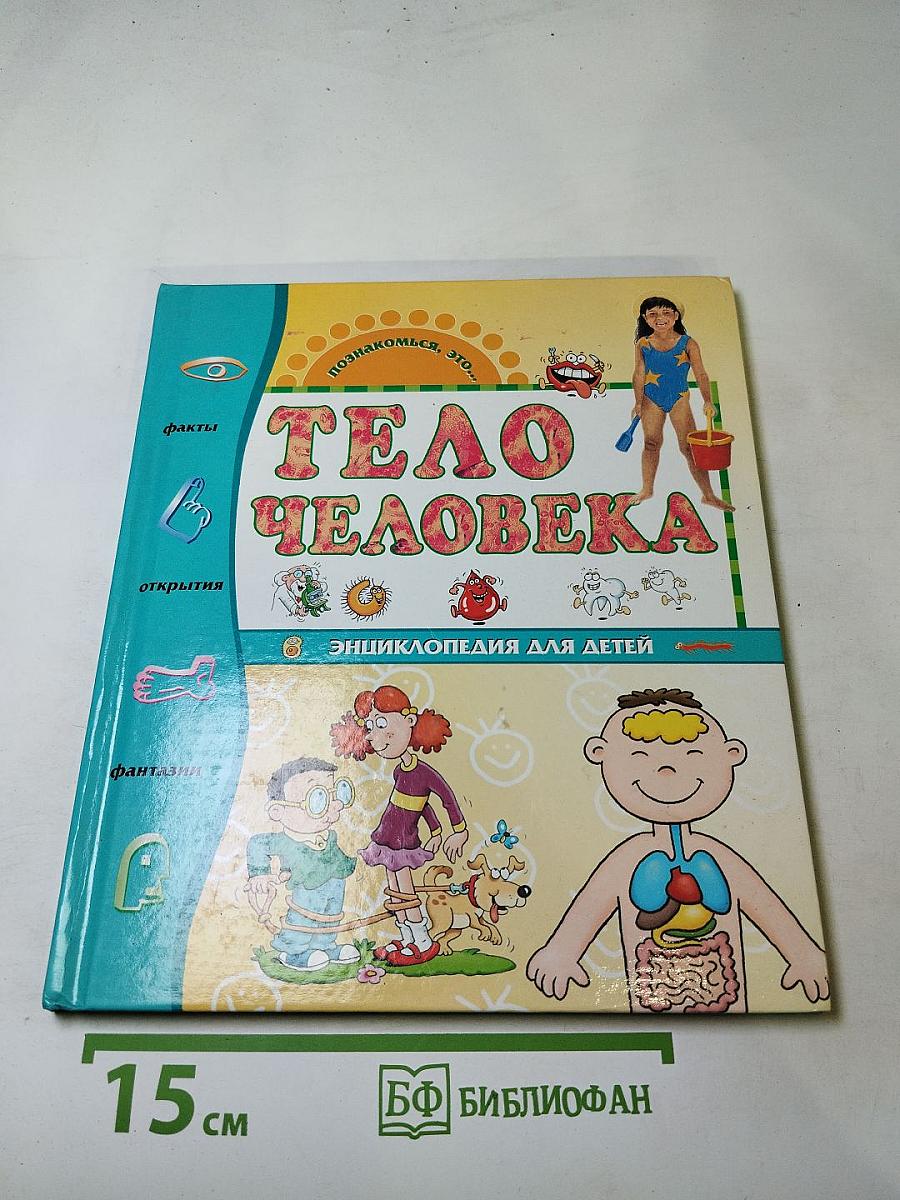 познакомься, это...
ТЕЛО
ЧЕЛОВЕКА
ЭНЦИКЛОПЕДИЯ ДЛЯ ДЕТЕЙ
факты
открытия
фантазии
15 см
БФ БИБЛИОФАН